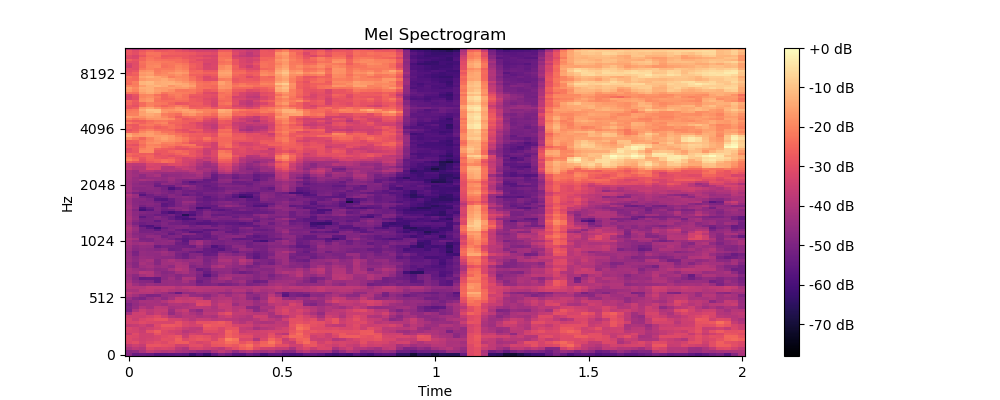 Mel Spectrogram
8192
4096
2048
1024
512
0
Hz
0 0.5 1 1.5 2
Time
+0 dB
-10 dB
-20 dB
-30 dB
-40 dB
-50 dB
-60 dB
-70 dB